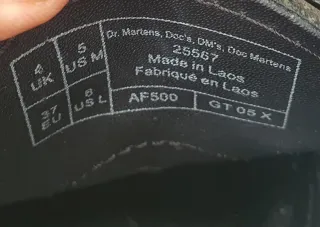 4 UK
5 US M
37 EU
6 US L
Dr. Martens, Doc's, DM's, Doc Martens
25567
Made in Laos
Fabriqué en Laos
AF500
GT 05 X